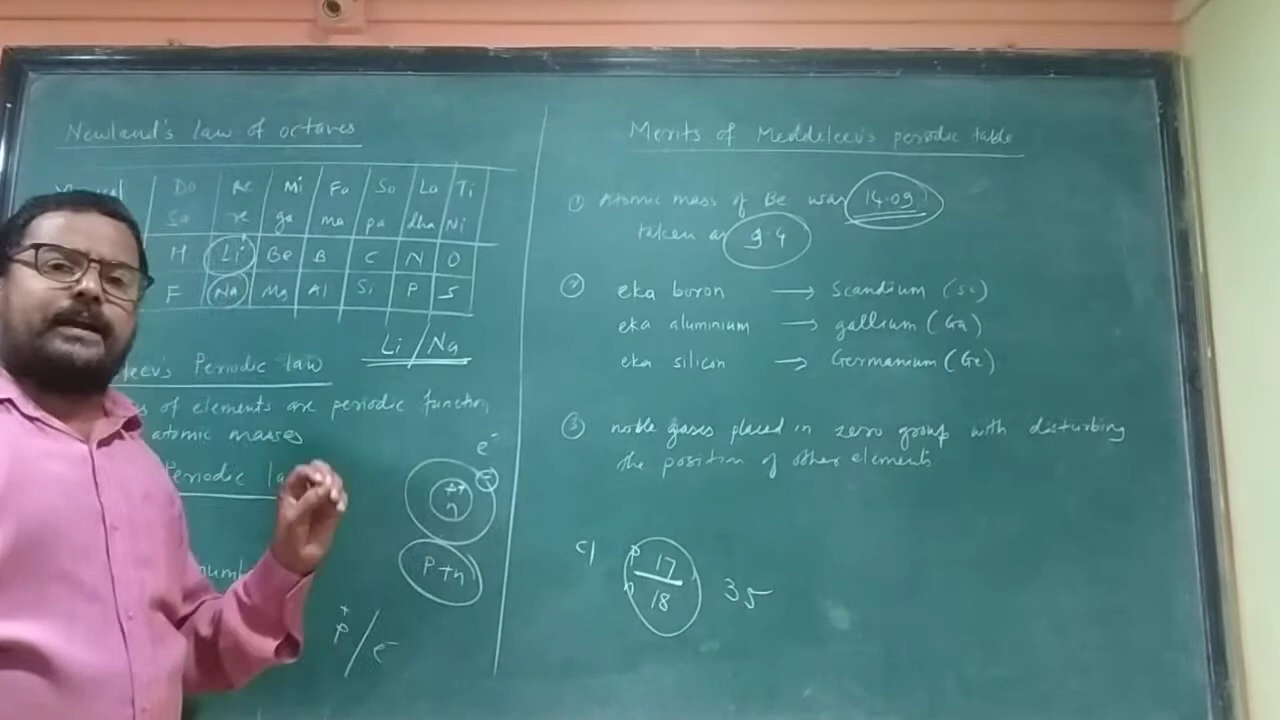 Newland's law of octaves
Do Re Mi Fa So La Ti
Sa re ga ma pa dha Ni
H Li Be B C N O
F Na Mg Al Si P S
Li / Na
leev's Periodic law
of elements are periodic function
atomic masses
Periodic la
e⁻
n
P + n
p⁺ / e⁻
Merits of Mendeleev's periodic table
① Atomic mass of Be was 14.09
taken as 9.4
② eka boron → Scandium (Sc)
eka aluminium → gallium (Ga)
eka silicon → Germanium (Ge)
③ noble gases placed in zero group with disturbing
the position of other elements
Cl p 17
n 18 35